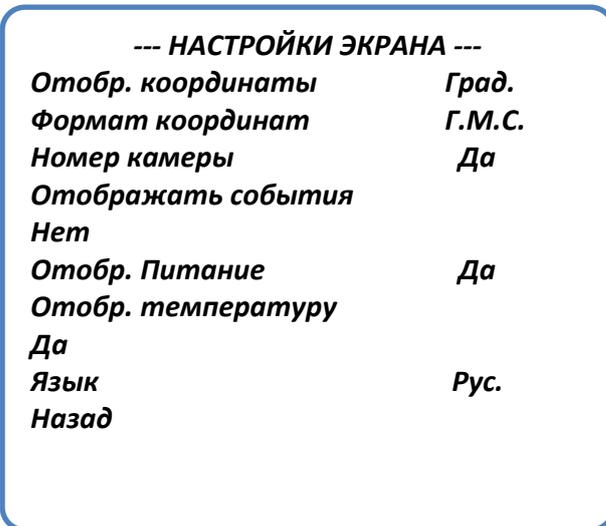 --- НАСТРОЙКИ ЭКРАНА ---
Отобр. координаты Град.
Формат координат Г.М.С.
Номер камеры Да
Отображать события
Нет
Отобр. Питание Да
Отобр. температуру
Да
Язык Рус.
Назад